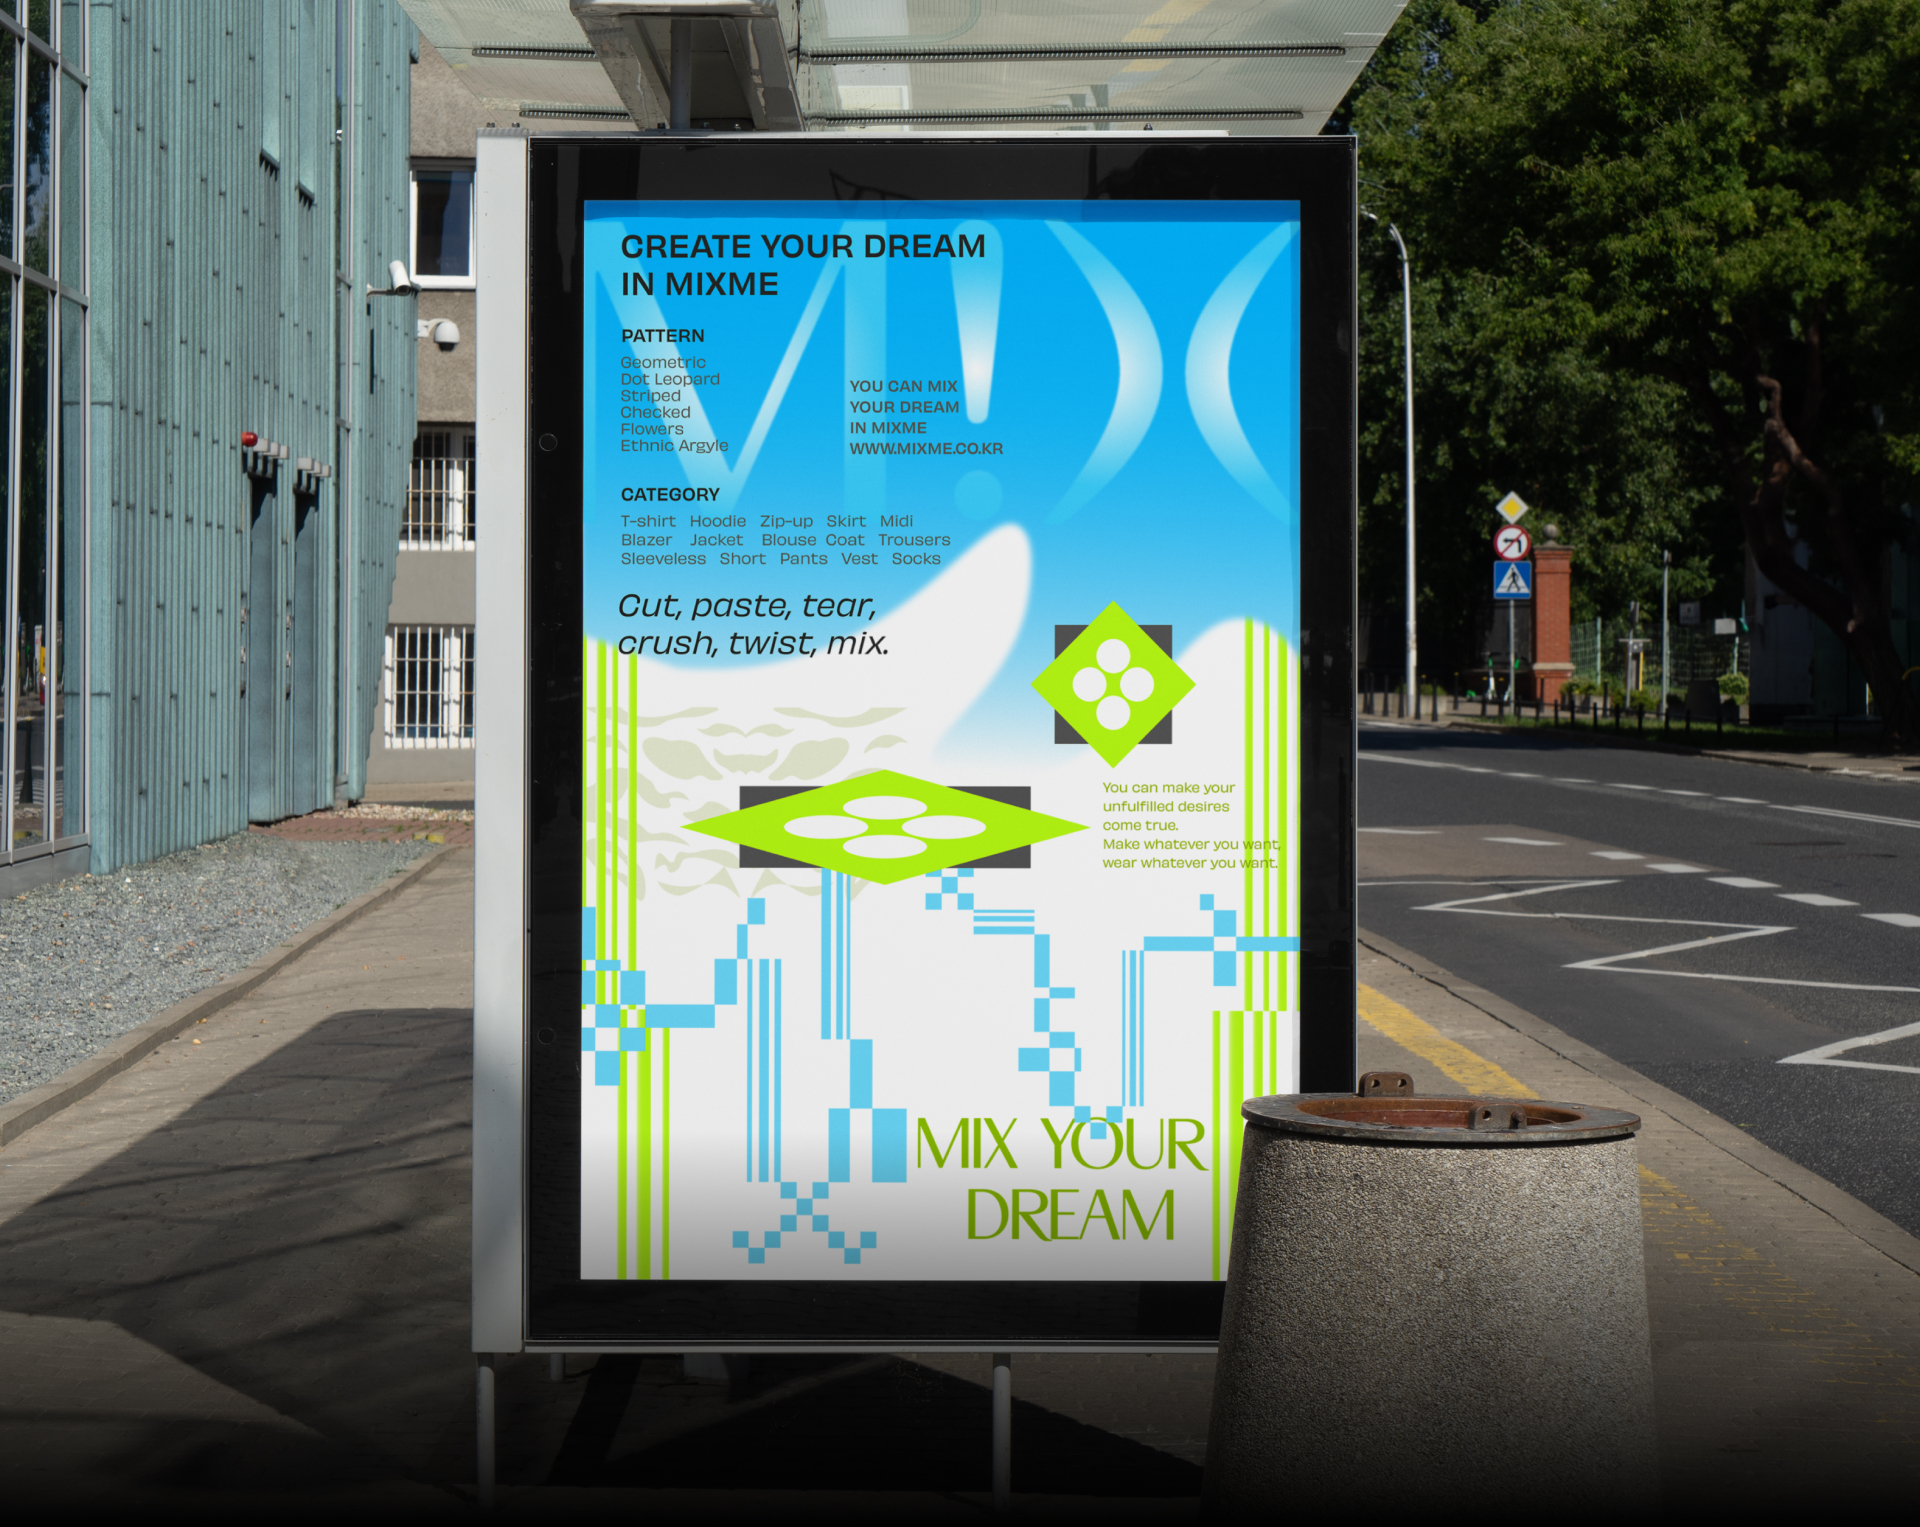 M!X
CREATE YOUR DREAM
IN MIXME
PATTERN
Geometric
Dot Leopard
Striped
Checked
Flowers
Ethnic Argyle
YOU CAN MIX
YOUR DREAM
IN MIXME
WWW.MIXME.CO.KR
CATEGORY
T-shirt Hoodie Zip-up Skirt Midi
Blazer Jacket Blouse Coat Trousers
Sleeveless Short Pants Vest Socks
Cut, paste, tear,
crush, twist, mix.
You can make your
unfulfilled desires
come true.
Make whatever you want,
wear whatever you want.
MIX YOUR
DREAM